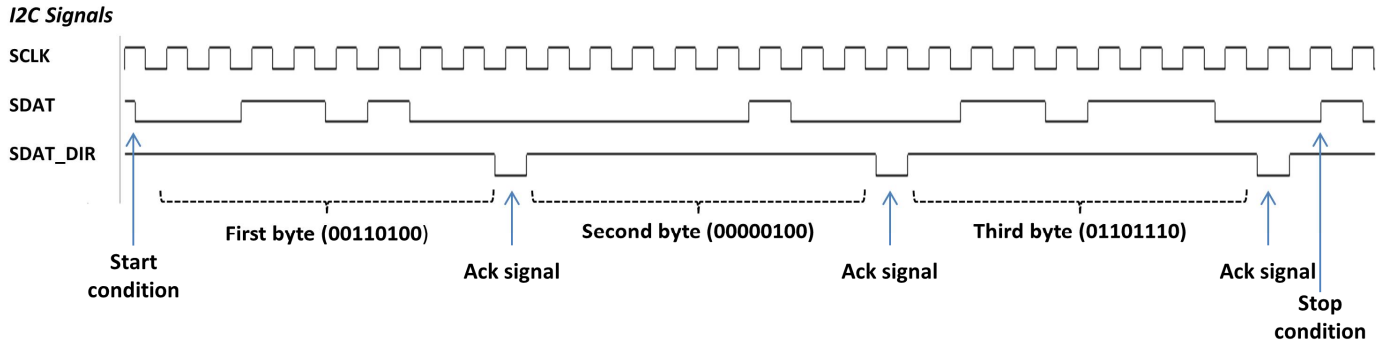 I2C Signals
SCLK
SDAT
SDAT_DIR
First byte (00110100)
Second byte (00000100)
Third byte (01101110)
Start
condition
Ack signal
Ack signal
Ack signal
Stop
condition